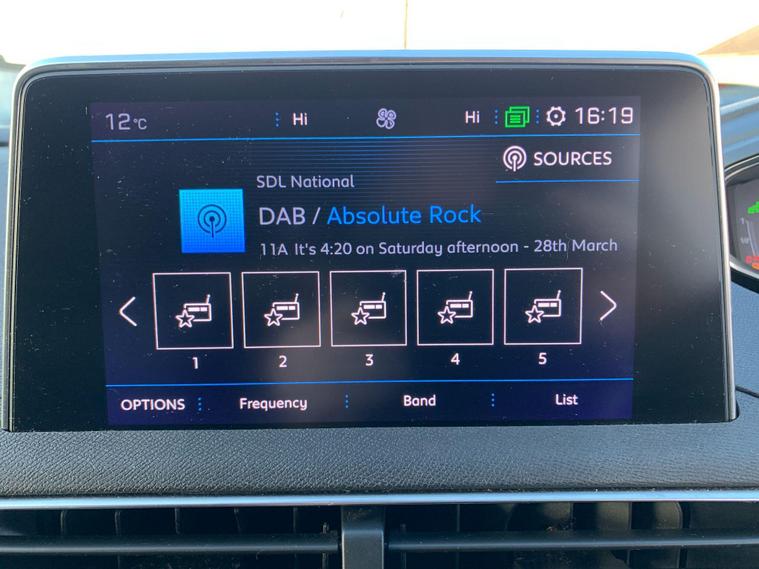 12°C Hi Hi 16:19
SOURCES
SDL National
DAB / Absolute Rock
11A It's 4:20 on Saturday afternoon - 28th March
1 2 3 4 5
OPTIONS Frequency Band List